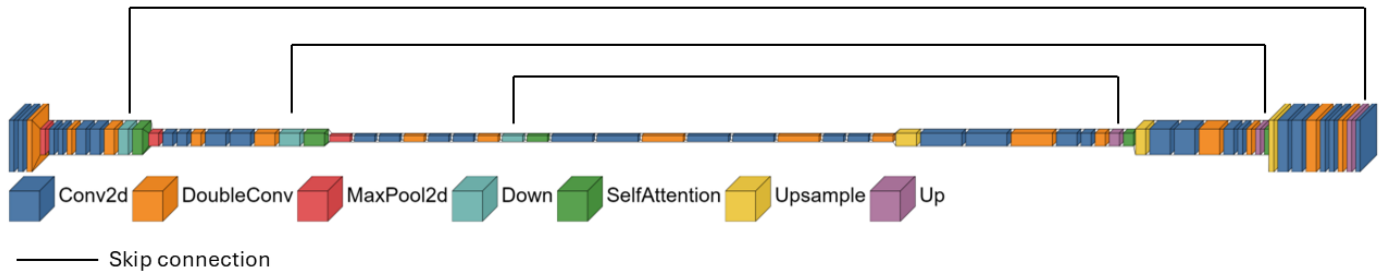 Conv2d DoubleConv MaxPool2d Down SelfAttention Upsample Up
Skip connection